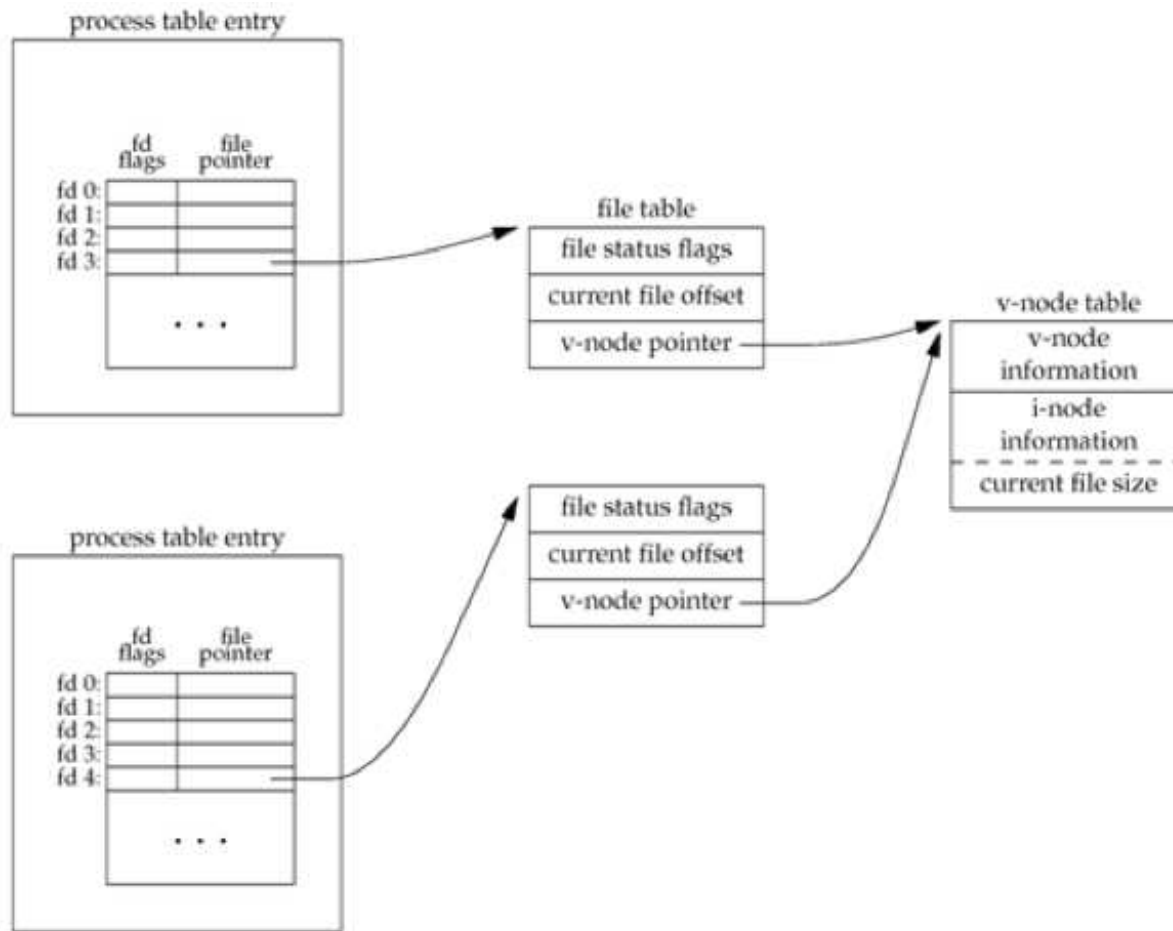 process table entry
fd
flags
file
pointer
fd 0:
fd 1:
fd 2:
fd 3:
. . .
file table
file status flags
current file offset
v-node pointer
v-node table
v-node
information
i-node
information
current file size
file status flags
current file offset
v-node pointer
process table entry
fd
flags
file
pointer
fd 0:
fd 1:
fd 2:
fd 3:
fd 4:
. . .